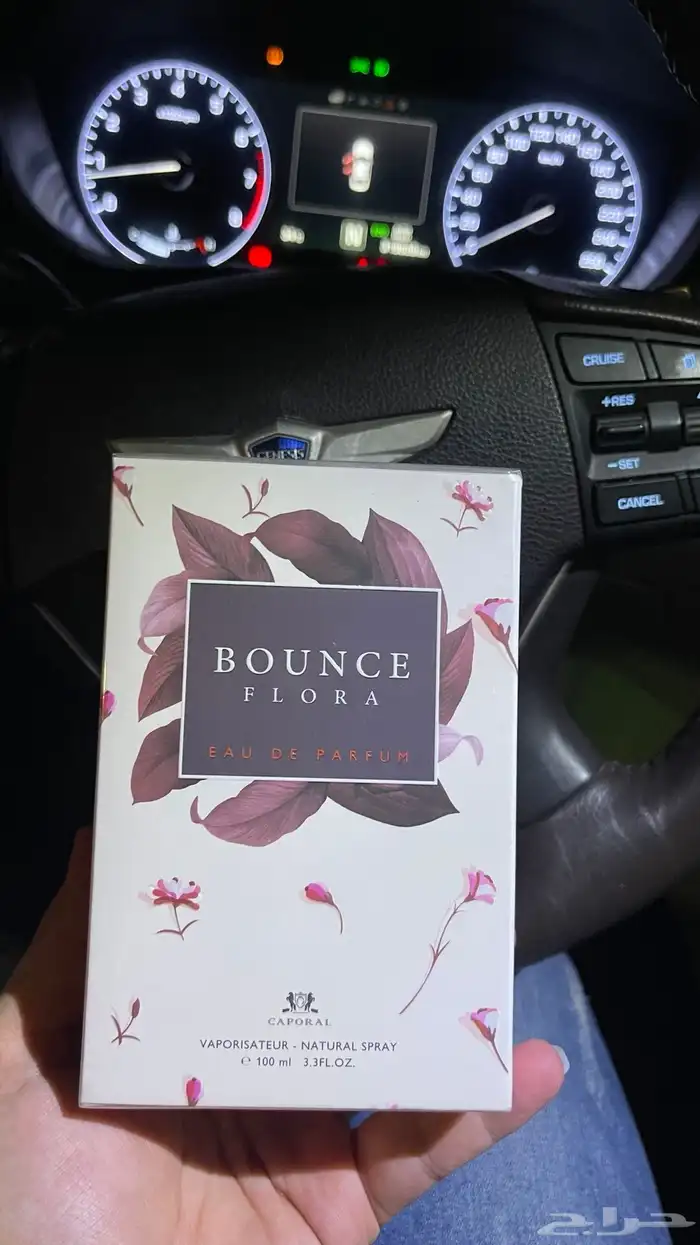 GENESIS
CRUISE
+RES
-SET
CANCEL
BOUNCE
FLORA
EAU DE PARFUM
CAPORAL
VAPORISATEUR - NATURAL SPRAY
℮ 100 ml 3.3FL.OZ.
حراج